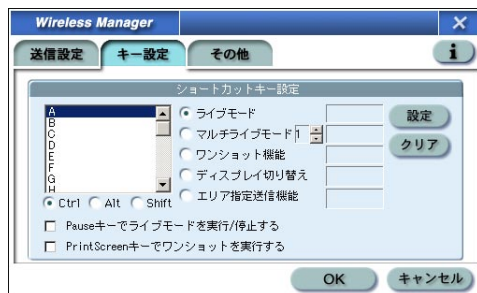 Wireless Manager
送信設定 キー設定 その他
ショートカットキー設定
A
B
C
D
E
F
G
H
Ctrl Alt Shift
ライブモード
マルチライブモード 1
ワンショット機能
ディスプレイ切り替え
エリア指定送信機能
設定
クリア
Pauseキーでライブモードを実行/停止する
PrintScreenキーでワンショットを実行する
OK キャンセル